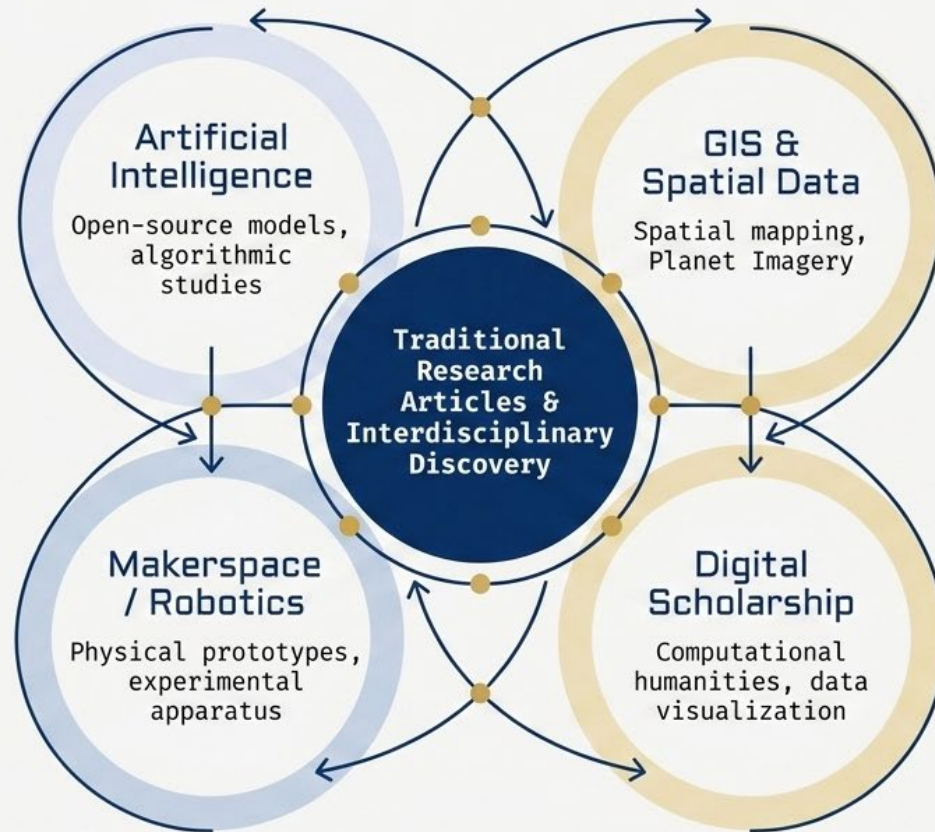 Artificial
Intelligence
Open-source models,
algorithmic
studies
GIS &
Spatial Data
Spatial mapping,
Planet Imagery
Traditional
Research
Articles &
Interdisciplinary
Discovery
Makerspace
/ Robotics
Physical prototypes,
experimental
apparatus
Digital
Scholarship
Computational
humanities, data
visualization